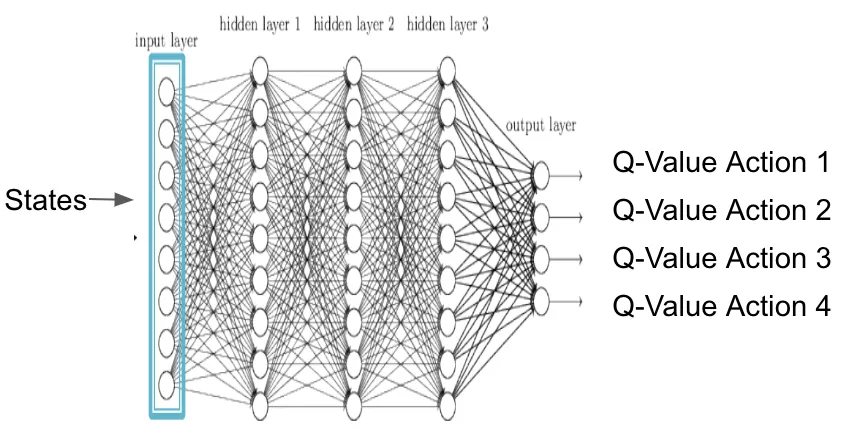 hidden layer 1 hidden layer 2 hidden layer 3
input layer
output layer
States
Q-Value Action 1
Q-Value Action 2
Q-Value Action 3
Q-Value Action 4